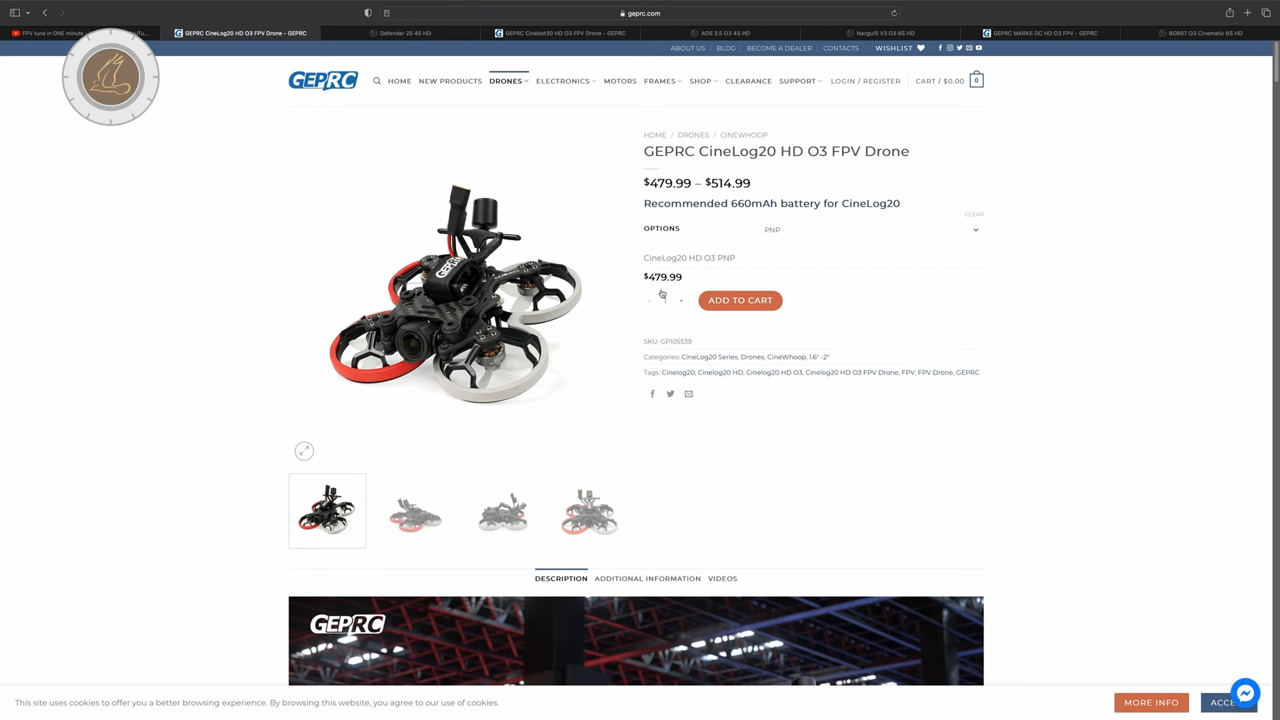 geprc.com
FPV tune in ONE minute
GEPRC CineLog20 HD O3 FPV Drone - GEPRC
Defender 25 4S HD
GEPRC Cinebot30 HD O3 FPV Drone - GEPRC
AOS 3.5 O3 4S HD
Nazgul5 V3 O3 6S HD
GEPRC MARK5 DC HD O3 FPV - GEPRC
BOB57 O3 Cinematic 6S HD
ABOUT US
BLOG
BECOME A DEALER
CONTACTS
WISHLIST
GEPRC
HOME
NEW PRODUCTS
DRONES
ELECTRONICS
MOTORS
FRAMES
SHOP
CLEARANCE
SUPPORT
LOGIN / REGISTER
CART / $0.00
0
HOME / DRONES / CINEWHOOP
GEPRC CineLog20 HD O3 FPV Drone
$479.99 – $514.99
Recommended 660mAh battery for CineLog20
CLEAR
OPTIONS
PNP
CineLog20 HD O3 PNP
$479.99
- +
ADD TO CART
SKU: GP105539
Categories: CineLog20 Series, Drones, CineWhoop, 1.6" -2"
Tags: Cinelog20, Cinelog20 HD, Cinelog20 HD O3, Cinelog20 HD O3 FPV Drone, FPV, FPV Drone, GEPRC
GEPRC
DESCRIPTION
ADDITIONAL INFORMATION
VIDEOS
GEPRC
This site uses cookies to offer you a better browsing experience. By browsing this website, you agree to our use of cookies.
MORE INFO